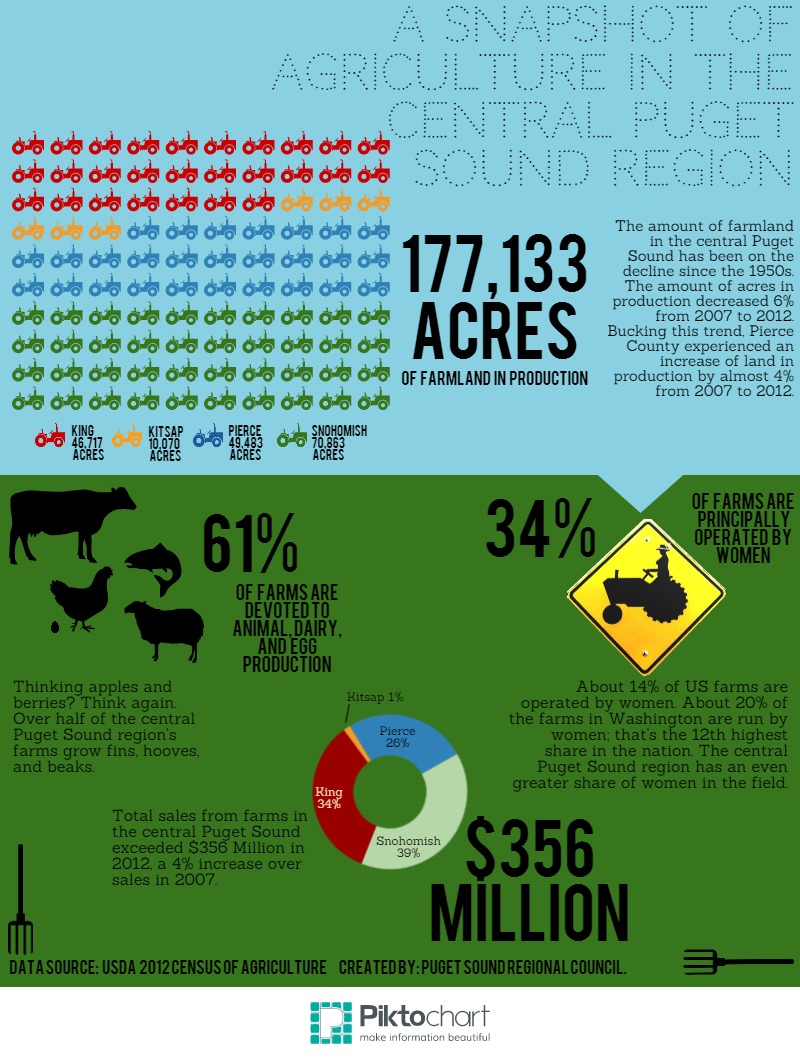 A SNAPSHOT OF
AGRICULTURE IN THE
CENTRAL PUGET
SOUND REGION
177,133
ACRES
OF FARMLAND IN PRODUCTION
The amount of farmland
in the central Puget
Sound has been on the
decline since the 1950s.
The amount of acres in
production decreased 6%
from 2007 to 2012.
Bucking this trend, Pierce
County experienced an
increase of land in
production by almost 4%
from 2007 to 2012.
KING
46,717
ACRES
KITSAP
10,070
ACRES
PIERCE
49,483
ACRES
SNOHOMISH
70,863
ACRES
61%
OF FARMS ARE
DEVOTED TO
ANIMAL, DAIRY,
AND EGG
PRODUCTION
34%
OF FARMS ARE
PRINCIPALLY
OPERATED BY
WOMEN
Thinking apples and
berries? Think again.
Over half of the central
Puget Sound region's
farms grow fins, hooves,
and beaks.
About 14% of US farms are
operated by women. About 20% of
the farms in Washington are run by
women; that's the 12th highest
share in the nation. The central
Puget Sound region has an even
greater share of women in the field.
Kitsap 1%
Pierce
26%
King
34%
Snohomish
39%
Total sales from farms in
the central Puget Sound
exceeded $356 Million in
2012, a 4% increase over
sales in 2007.
$356
MILLION
DATA SOURCE: USDA 2012 CENSUS OF AGRICULTURE CREATED BY: PUGET SOUND REGIONAL COUNCIL.
Piktochart
make information beautiful